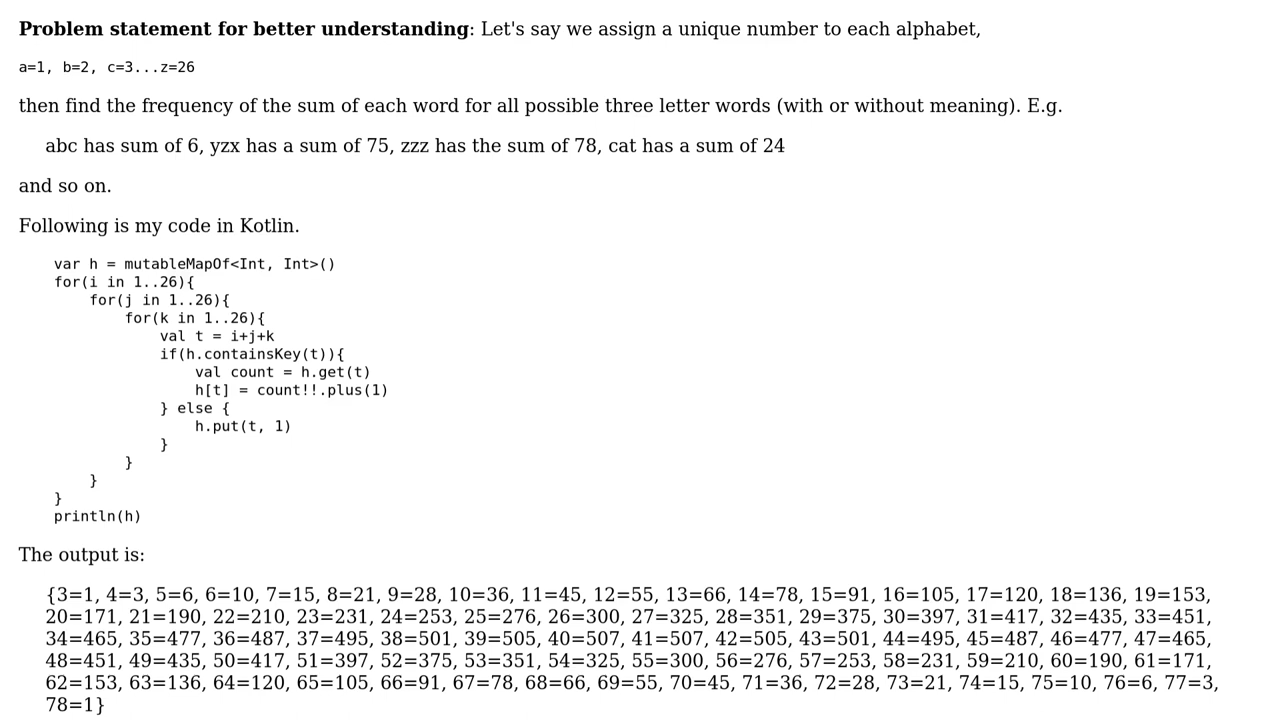 Problem statement for better understanding: Let's say we assign a unique number to each alphabet,
a=1, b=2, c=3...z=26
then find the frequency of the sum of each word for all possible three letter words (with or without meaning). E.g.
abc has sum of 6, yzx has a sum of 75, zzz has the sum of 78, cat has a sum of 24
and so on.
Following is my code in Kotlin.
var h = mutableMapOf<Int, Int>()
for(i in 1..26){
    for(j in 1..26){
        for(k in 1..26){
            val t = i+j+k
            if(h.containsKey(t)){
                val count = h.get(t)
                h[t] = count!!.plus(1)
            } else {
                h.put(t, 1)
            }
        }
    }
}
println(h)
The output is:
{3=1, 4=3, 5=6, 6=10, 7=15, 8=21, 9=28, 10=36, 11=45, 12=55, 13=66, 14=78, 15=91, 16=105, 17=120, 18=136, 19=153,
20=171, 21=190, 22=210, 23=231, 24=253, 25=276, 26=300, 27=325, 28=351, 29=375, 30=397, 31=417, 32=435, 33=451,
34=465, 35=477, 36=487, 37=495, 38=501, 39=505, 40=507, 41=507, 42=505, 43=501, 44=495, 45=487, 46=477, 47=465,
48=451, 49=435, 50=417, 51=397, 52=375, 53=351, 54=325, 55=300, 56=276, 57=253, 58=231, 59=210, 60=190, 61=171,
62=153, 63=136, 64=120, 65=105, 66=91, 67=78, 68=66, 69=55, 70=45, 71=36, 72=28, 73=21, 74=15, 75=10, 76=6, 77=3,
78=1}